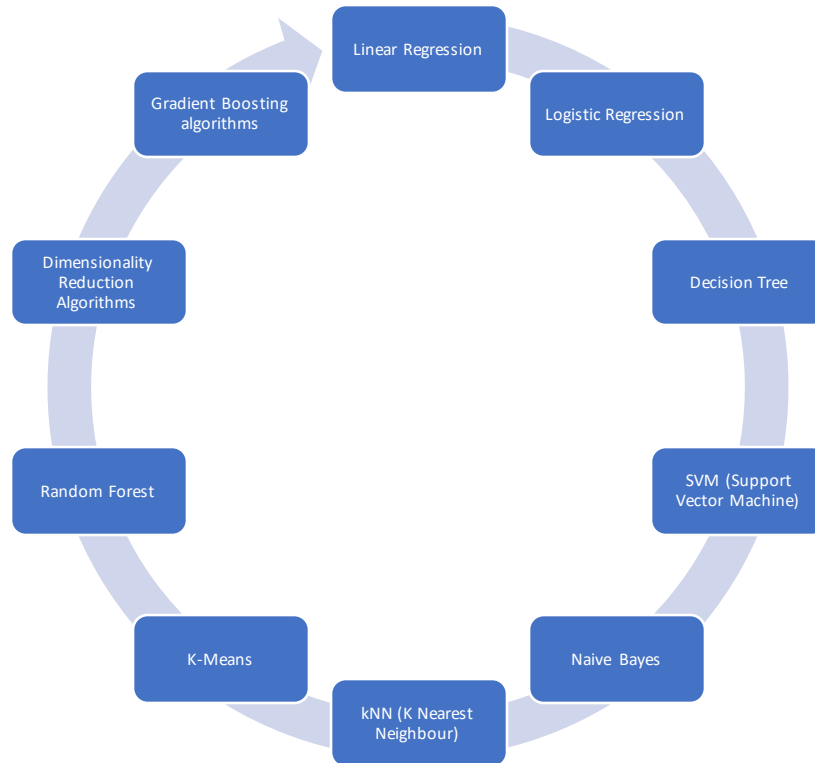 Linear Regression
Logistic Regression
Decision Tree
SVM (Support
Vector Machine)
Naive Bayes
kNN (K Nearest
Neighbour)
K-Means
Random Forest
Dimensionality
Reduction
Algorithms
Gradient Boosting
algorithms